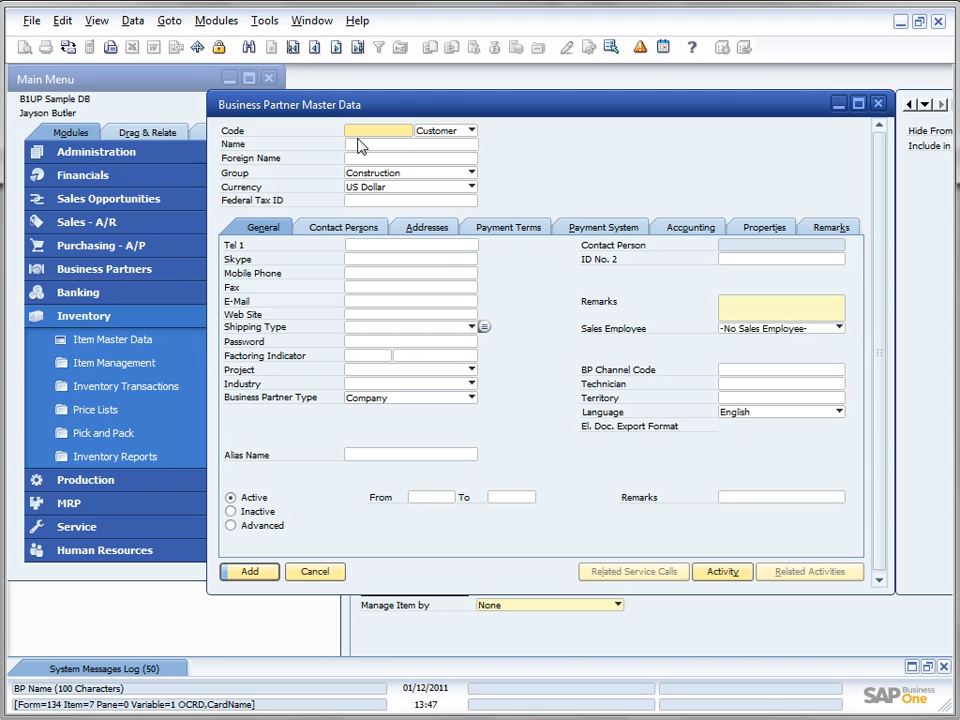 File Edit View Data Goto Modules Tools Window Help
Main Menu
B1UP Sample DB
Jayson Butler
Modules Drag & Relate
Administration
Financials
Sales Opportunities
Sales - A/R
Purchasing - A/P
Business Partners
Banking
Inventory
Item Master Data
Item Management
Inventory Transactions
Price Lists
Pick and Pack
Inventory Reports
Production
MRP
Service
Human Resources
Business Partner Master Data
Code Customer
Name
Foreign Name
Group Construction
Currency US Dollar
Federal Tax ID
General Contact Persons Addresses Payment Terms Payment System Accounting Properties Remarks
Tel 1
Skype
Mobile Phone
Fax
E-Mail
Web Site
Shipping Type
Password
Factoring Indicator
Project
Industry
Business Partner Type Company
Alias Name
Contact Person
ID No. 2
Remarks
Sales Employee -No Sales Employee-
BP Channel Code
Technician
Territory
Language English
El. Doc. Export Format
Active From To Remarks
Inactive
Advanced
Add Cancel Related Service Calls Activity Related Activities
Hide From
Include in
Manage Item by None
System Messages Log (50)
BP Name (100 Characters) 01/12/2011
[Form=134 Item=7 Pane=0 Variable=1 OCRD,CardName] 13:47
SAP Business One